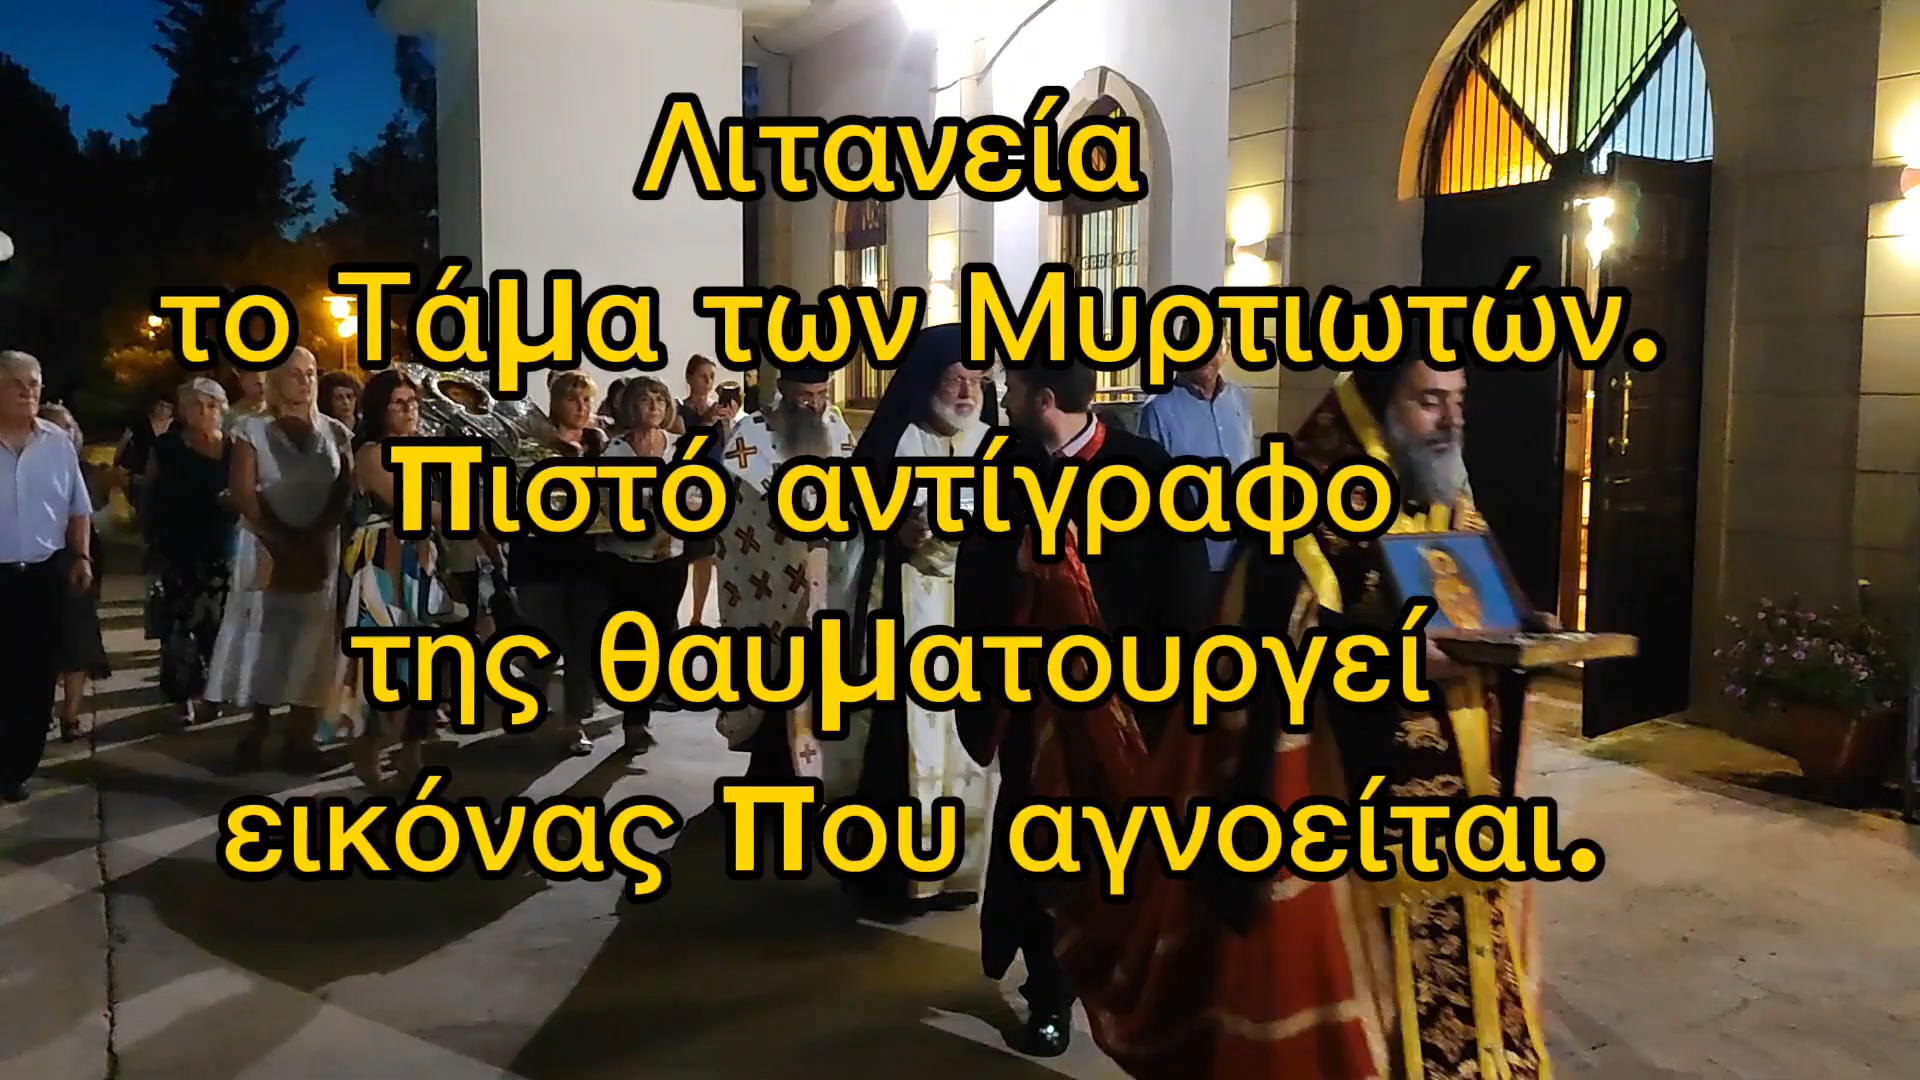 Λιτανεία
το Τάμα των Μυρτιωτών.
πιστό αντίγραφο
της θαυματουργεί
εικόνας που αγνοείται.